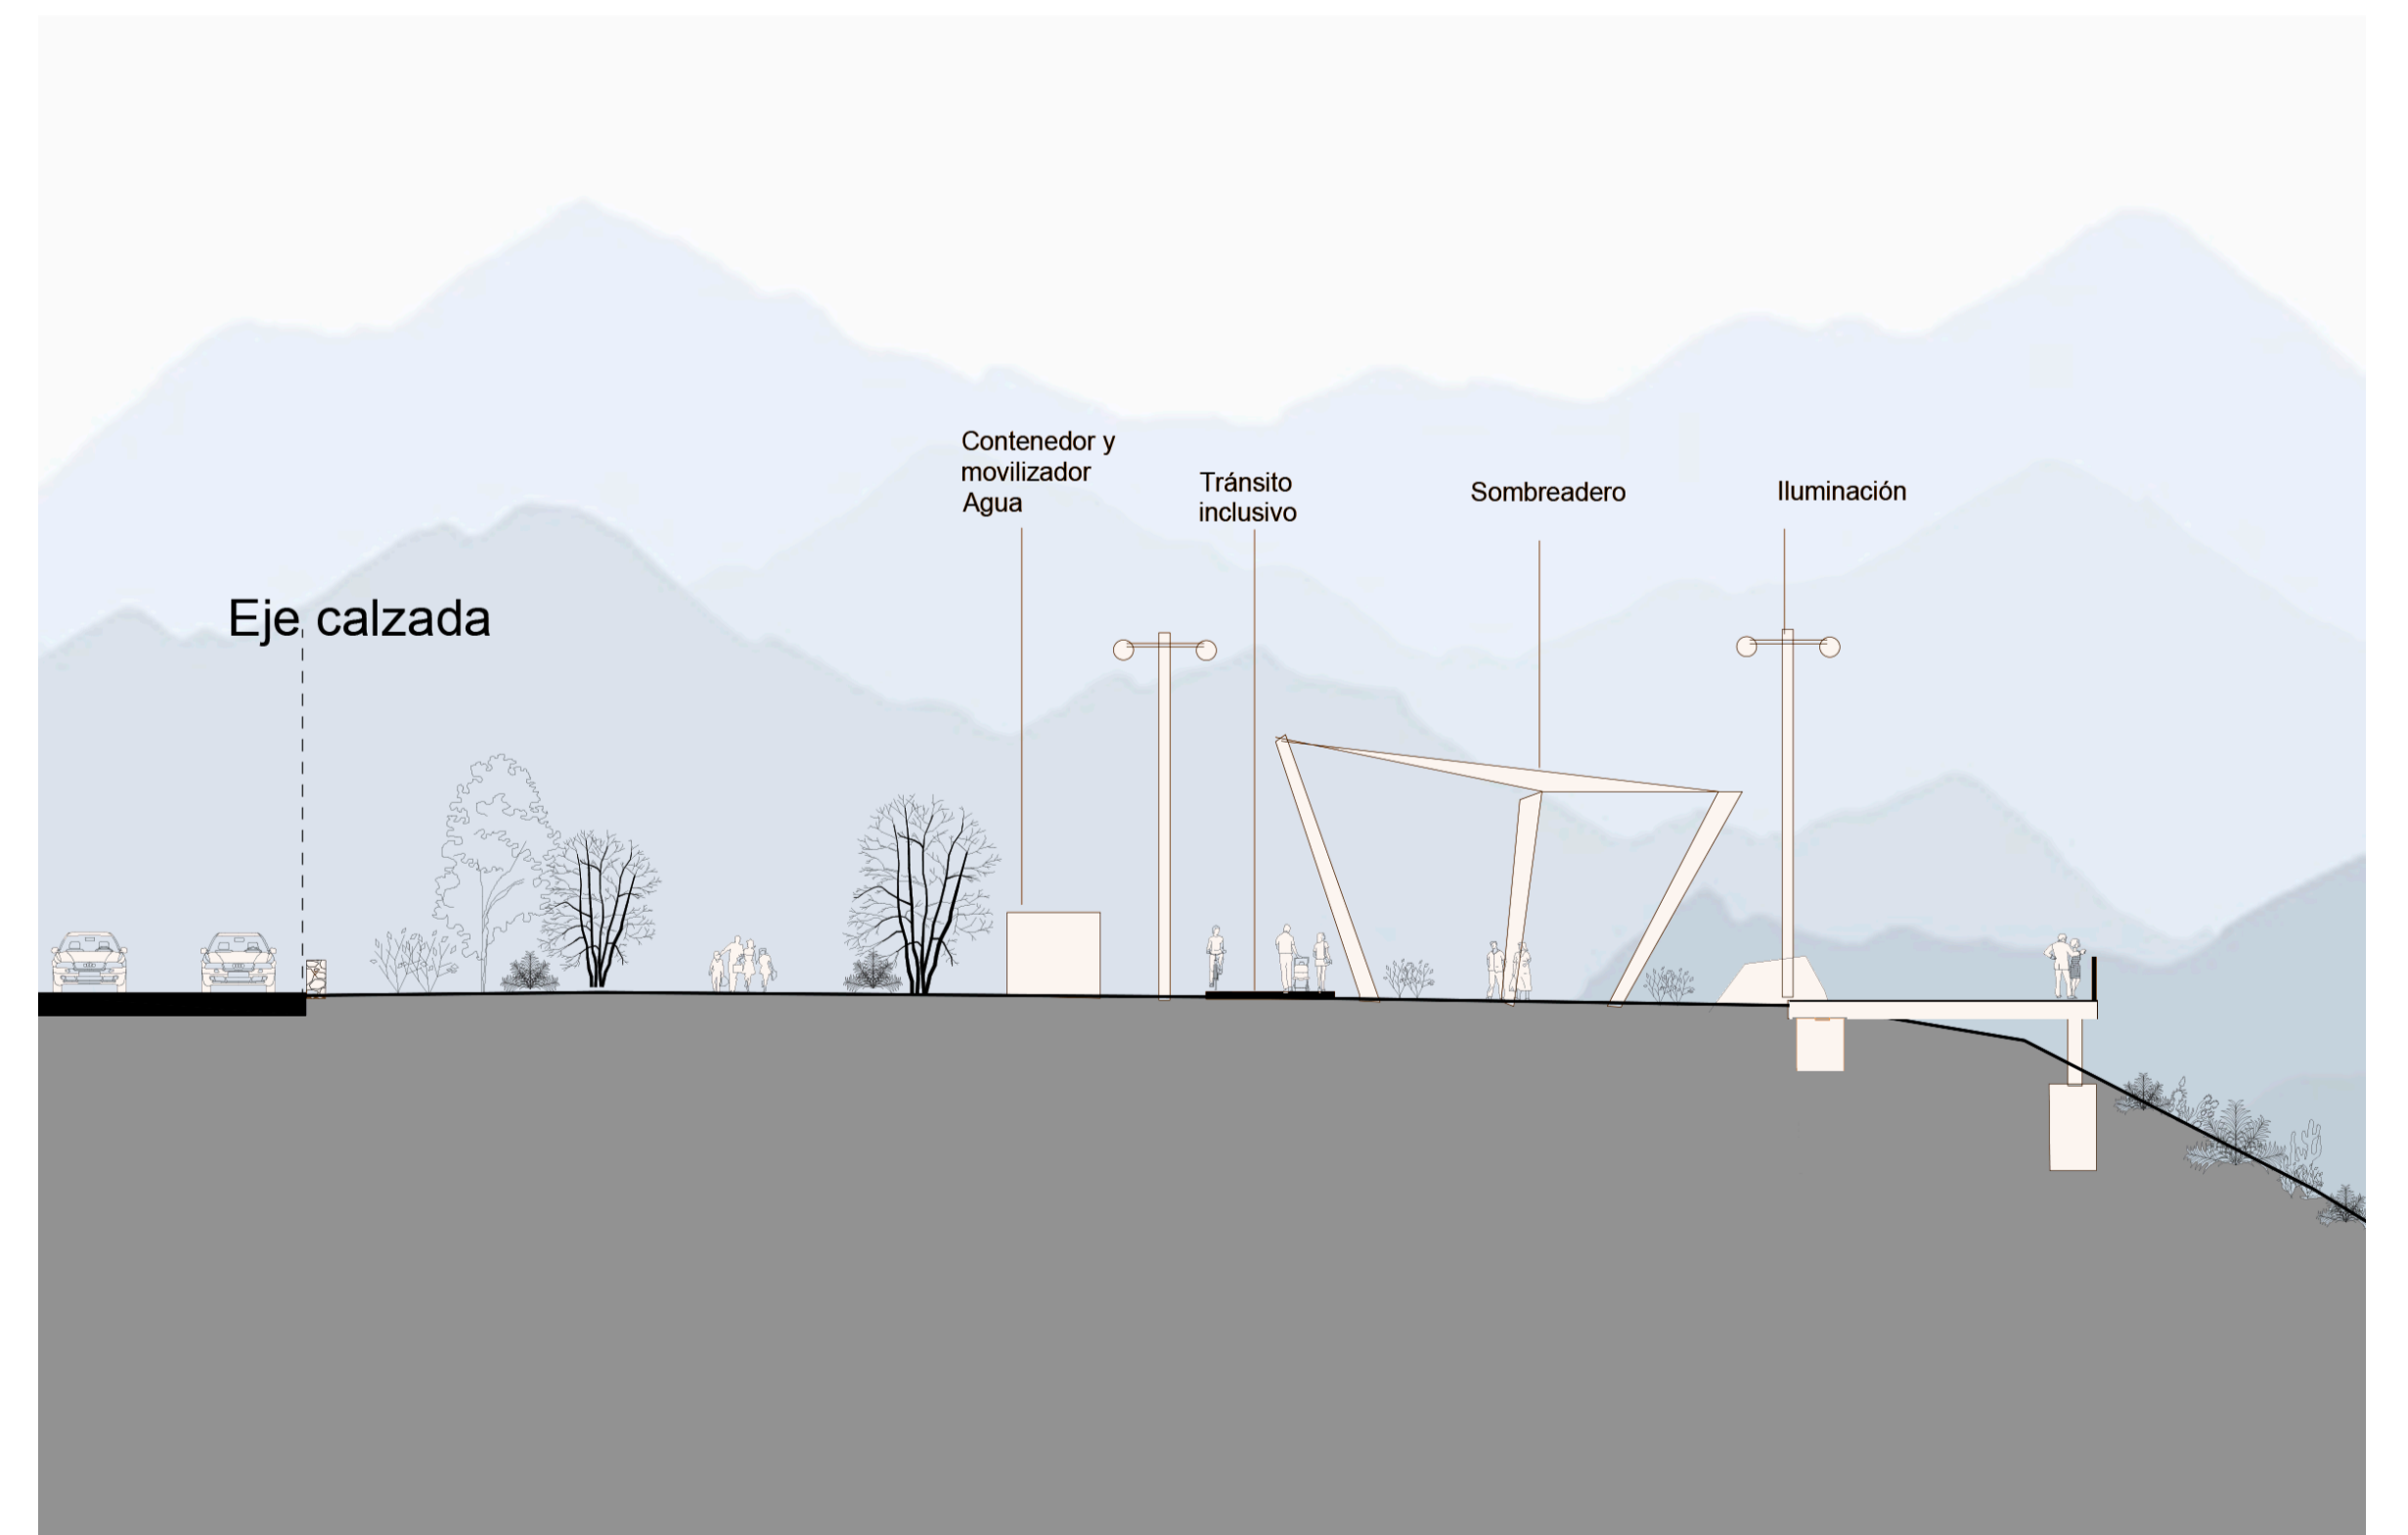 Contenedor y
movilizador
Agua
Tránsito
inclusivo
Sombreadero
Iluminación
Eje calzada